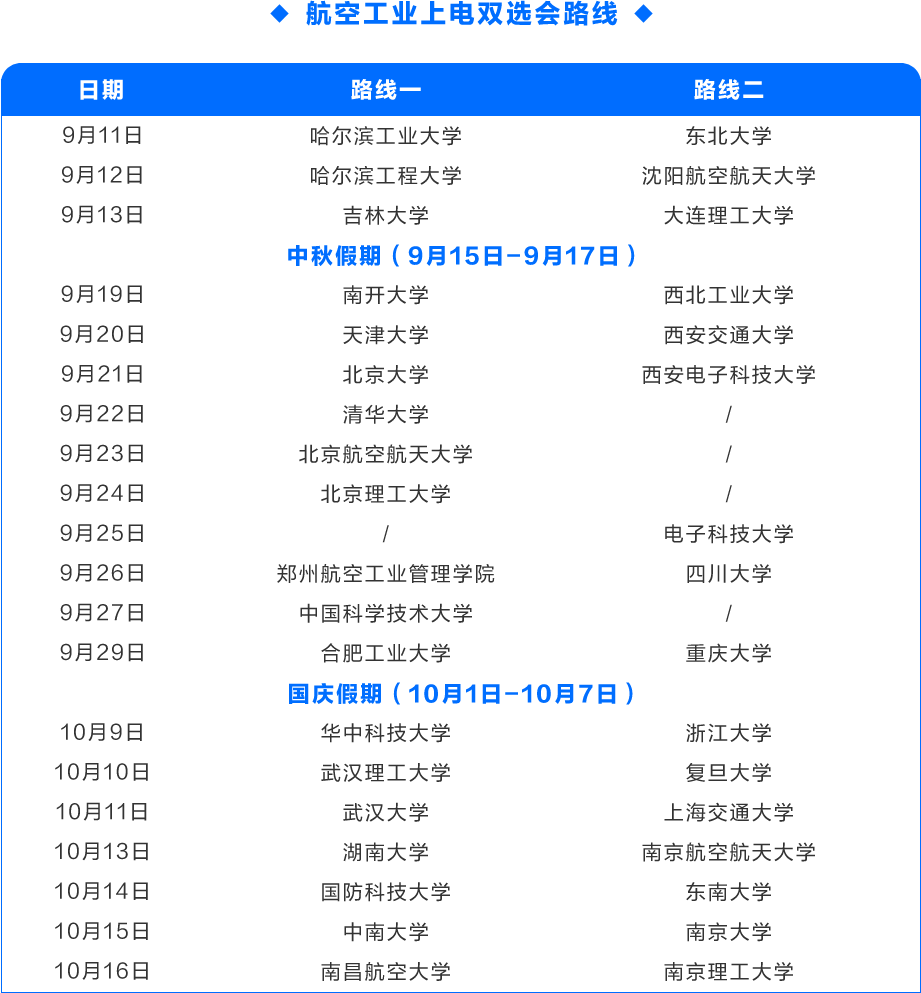 ◆ 航空工业上电双选会路线 ◆
日期 路线一 路线二
9月11日 哈尔滨工业大学 东北大学
9月12日 哈尔滨工程大学 沈阳航空航天大学
9月13日 吉林大学 大连理工大学
中秋假期（9月15日-9月17日）
9月19日 南开大学 西北工业大学
9月20日 天津大学 西安交通大学
9月21日 北京大学 西安电子科技大学
9月22日 清华大学 /
9月23日 北京航空航天大学 /
9月24日 北京理工大学 /
9月25日 / 电子科技大学
9月26日 郑州航空工业管理学院 四川大学
9月27日 中国科学技术大学 /
9月29日 合肥工业大学 重庆大学
国庆假期（10月1日-10月7日）
10月9日 华中科技大学 浙江大学
10月10日 武汉理工大学 复旦大学
10月11日 武汉大学 上海交通大学
10月13日 湖南大学 南京航空航天大学
10月14日 国防科技大学 东南大学
10月15日 中南大学 南京大学
10月16日 南昌航空大学 南京理工大学